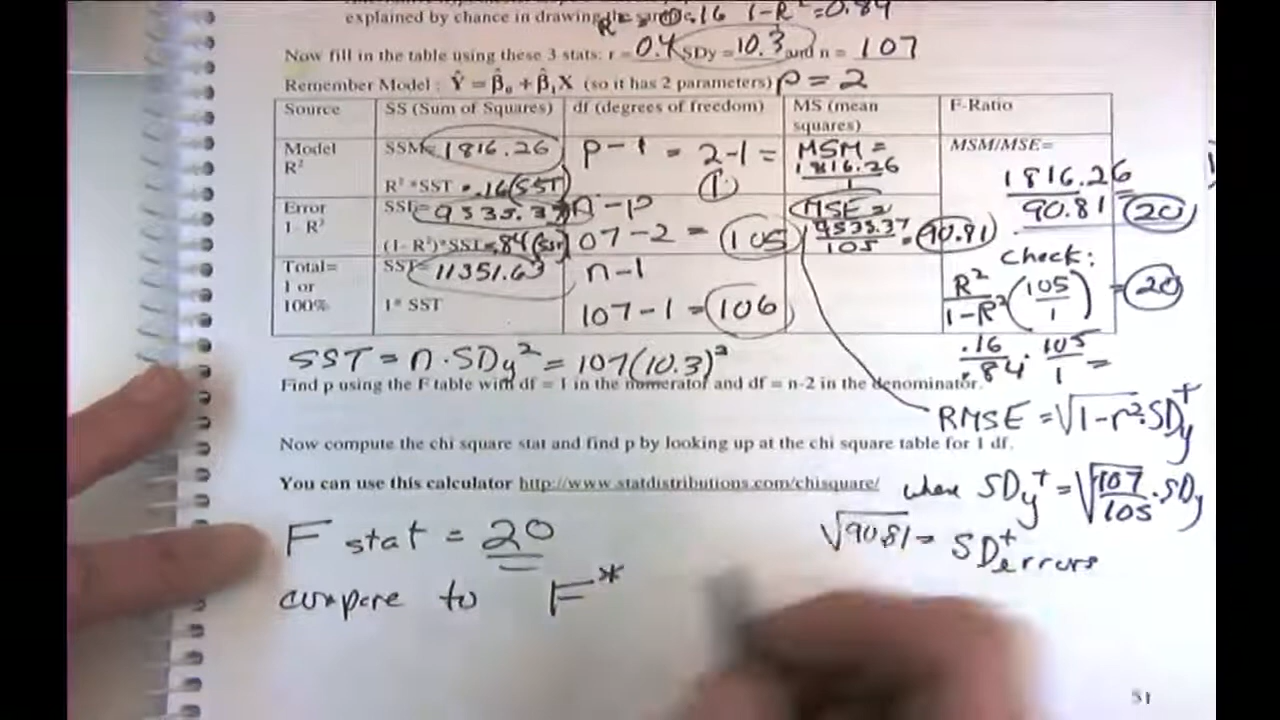 explained by chance in drawing the
R² = .16 1-R² = 0.84
Now fill in the table using these 3 stats: r = 0.4 SDy = 10.3 and n = 107
Remember Model : Ŷ = β̂₀ + β̂₁X (so it has 2 parameters) p = 2
Source SS (Sum of Squares) df (degrees of freedom) MS (mean squares) F-Ratio
Model
R²
SSM= 1816.26
R² *SST = .16(SST)
p-1 = 2-1 =
1
MSM =
1816.26
1
MSM/MSE=
1816.26
90.81
20
Error
1- R²
SSE= 9535.37
(1- R²)*SST= .84(SST)
n-p
107-2 = 105
MSE =
9535.37
105
= 90.81
check:
R²
1-R²
(105
1)
= 20
.16
.84
· 105
1
=
Total=
1 or
100%
SST= 11351.63
1* SST
n-1
107-1 = 106
SST = n·SDy² = 107(10.3)²
Find p using the F table with df = 1 in the numerator and df = n-2 in the denominator.
RMSE = √1-r²·SDy⁺
Now compute the chi square stat and find p by looking up at the chi square table for 1 df.
You can use this calculator http://www.statdistributions.com/chisquare/
where SDy⁺ = √107/105 · SDy
√90.81 = SD⁺errors
F stat = 20
compare to F*
51